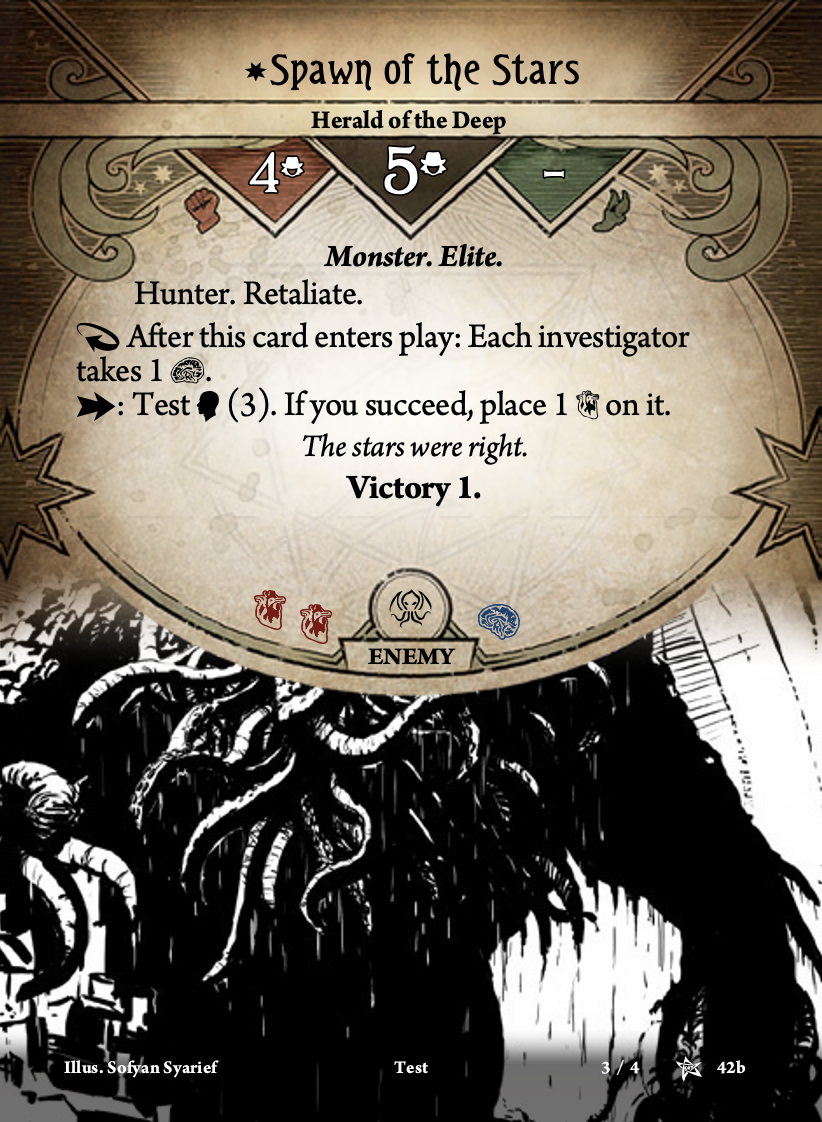 Spawn of the Stars
Herald of the Deep
4 5 –
Monster. Elite.
Hunter. Retaliate.
After this card enters play: Each investigator
takes 1 .
: Test (3). If you succeed, place 1 on it.
The stars were right.
Victory 1.
ENEMY
Illus. Sofyan Syarief Test 3 / 4 42b